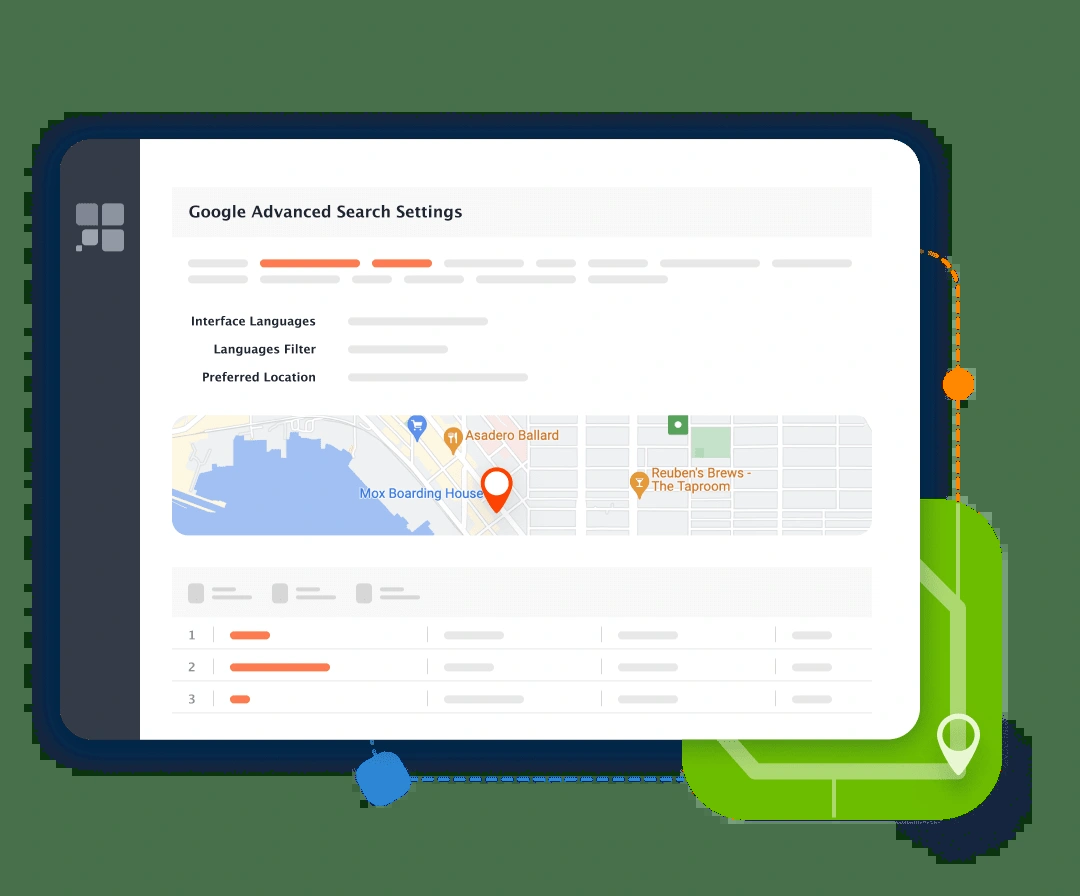 Google Advanced Search Settings
Interface Languages
Languages Filter
Preferred Location
Asadero Ballard
Mox Boarding House
Reuben's Brews -
The Taproom
1
2
3